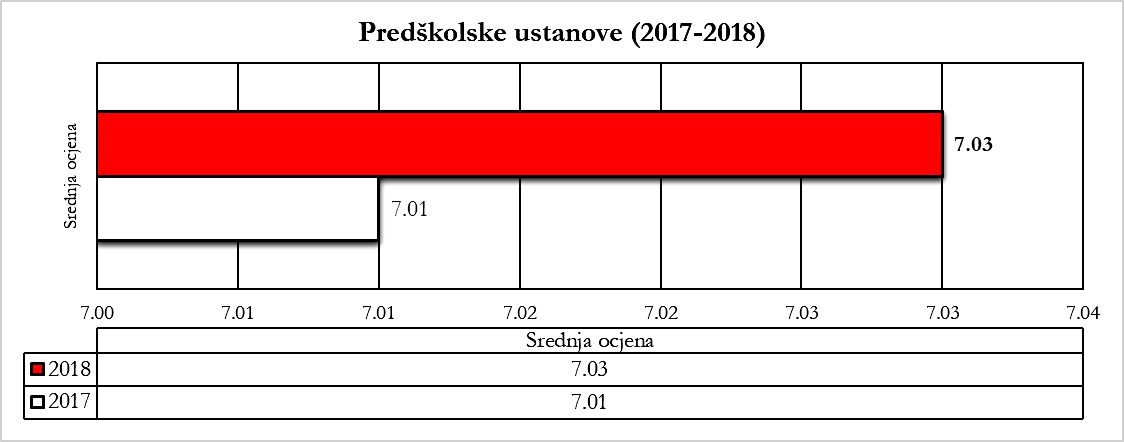 Predškolske ustanove (2017-2018)
Srednja ocjena
7.03
7.01
7.00 7.01 7.01 7.02 7.02 7.03 7.03 7.04
Srednja ocjena
2018 7.03
2017 7.01